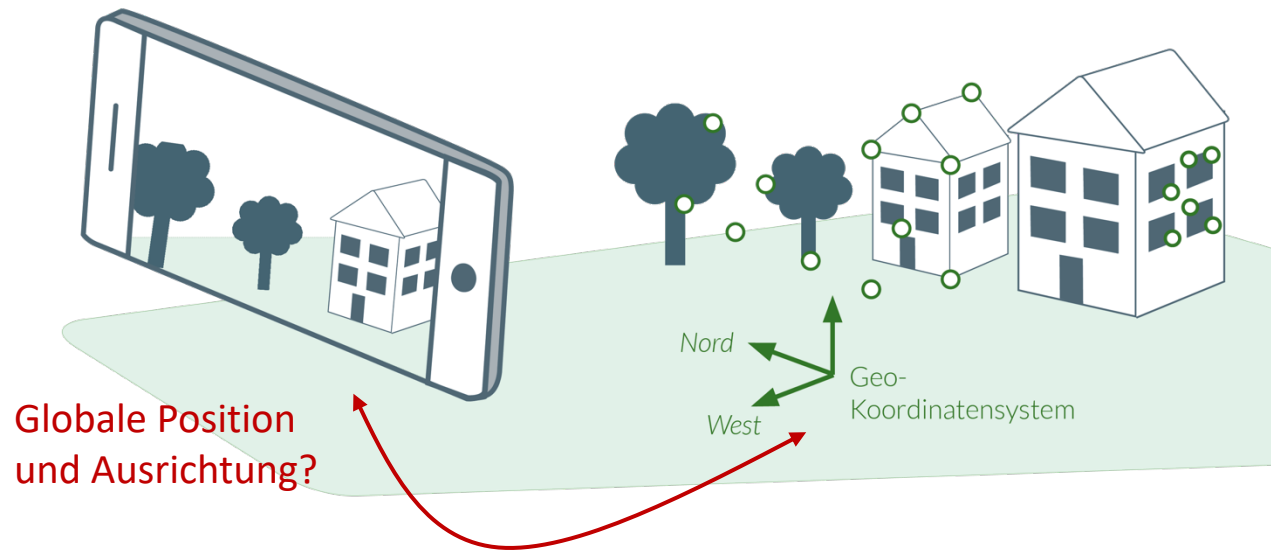 Nord
West
Geo-
Koordinatensystem
Globale Position
und Ausrichtung?